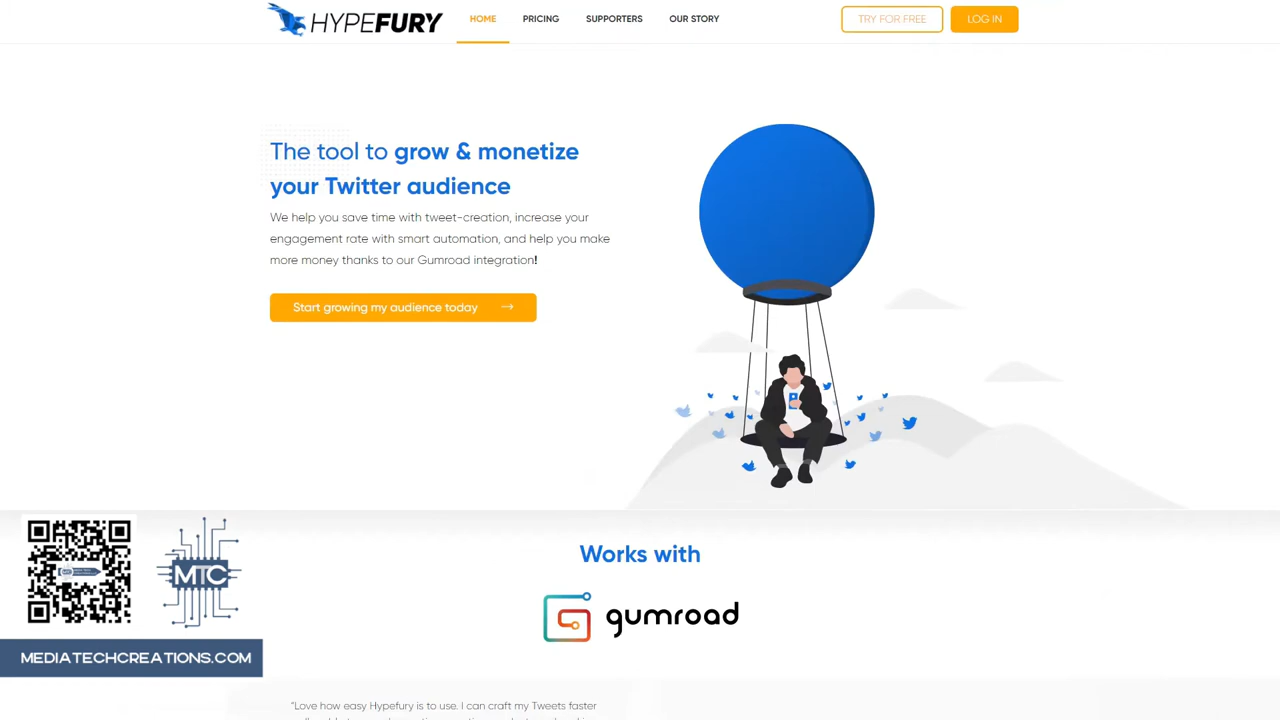 HYPEFURY
HOME
PRICING
SUPPORTERS
OUR STORY
TRY FOR FREE
LOG IN
The tool to grow & monetize
your Twitter audience
We help you save time with tweet-creation, increase your
engagement rate with smart automation, and help you make
more money thanks to our Gumroad integration!
Start growing my audience today
Works with
gumroad
MTC
MEDIATECHCREATIONS.COM
"Love how easy Hypefury is to use. I can craft my Tweets faster